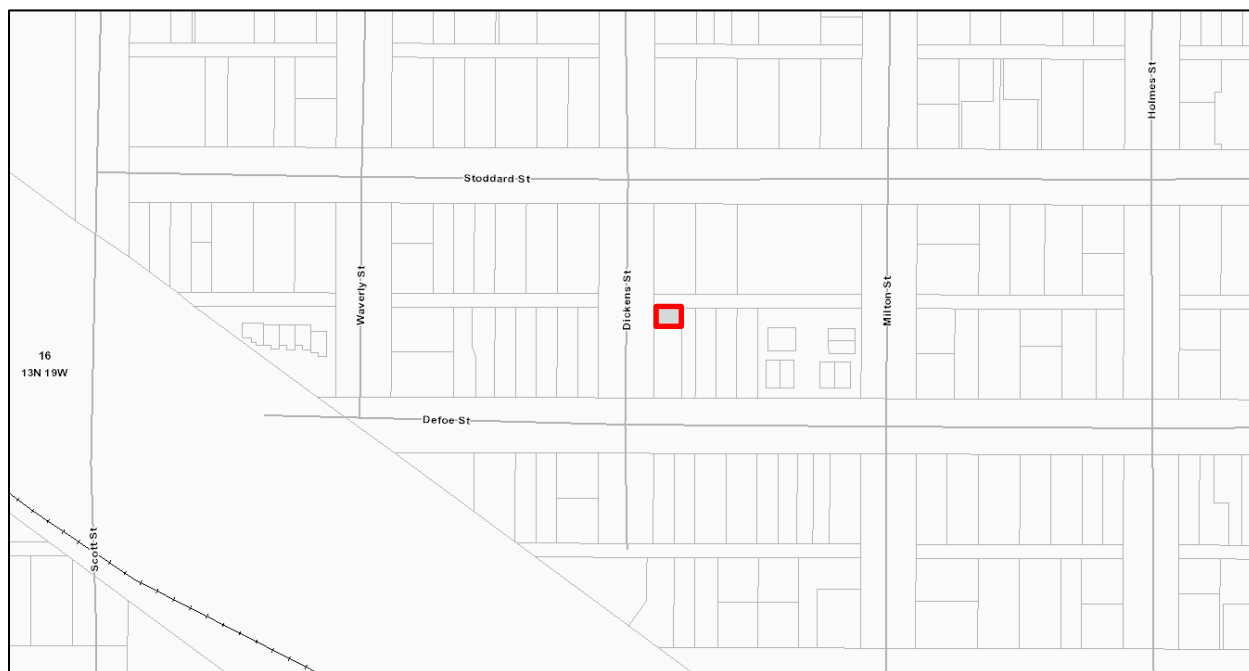 Holmes St
Stoddard St
Waverly St
Dickens St
Milton St
16
13N 19W
Defoe St
Scott St